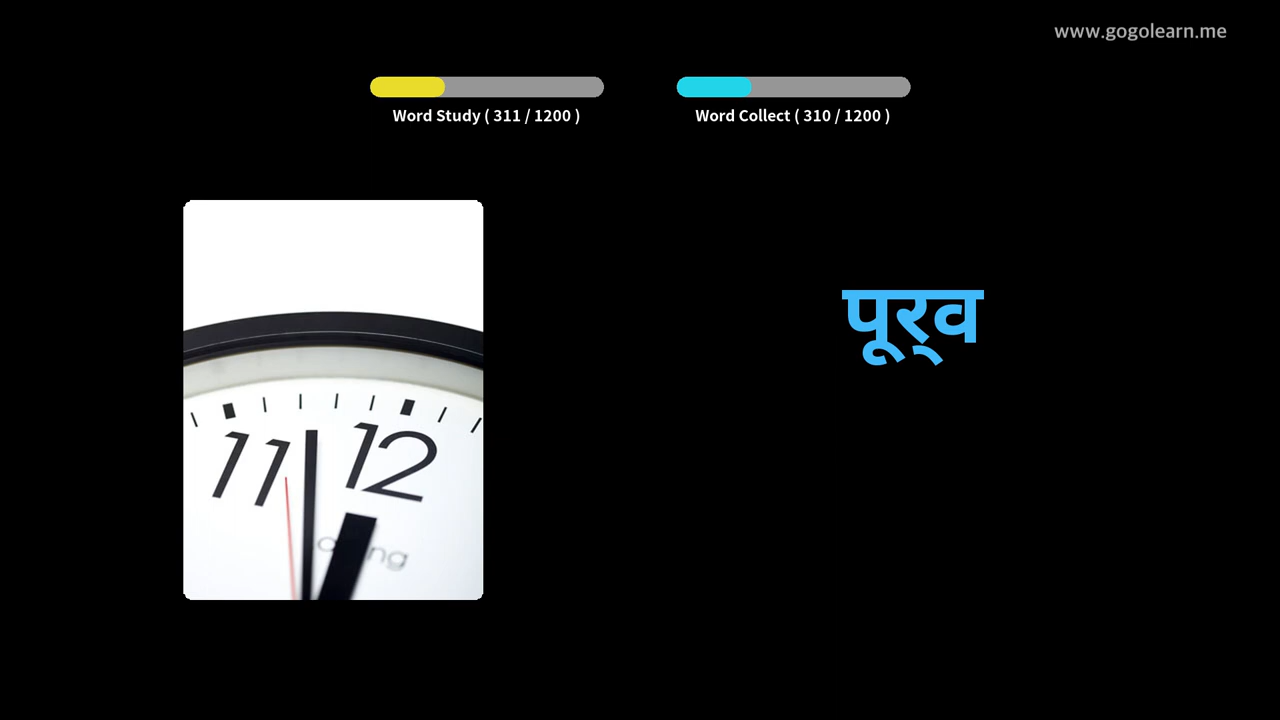 www.gogolearn.me
Word Study ( 311 / 1200 )
Word Collect ( 310 / 1200 )
पूर्‌व
11
12